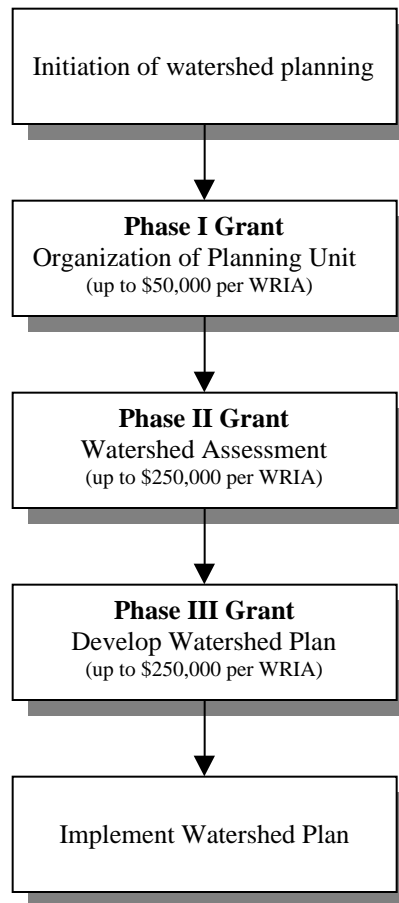 Initiation of watershed planning
Phase I Grant
Organization of Planning Unit
(up to $50,000 per WRIA)
Phase II Grant
Watershed Assessment
(up to $250,000 per WRIA)
Phase III Grant
Develop Watershed Plan
(up to $250,000 per WRIA)
Implement Watershed Plan